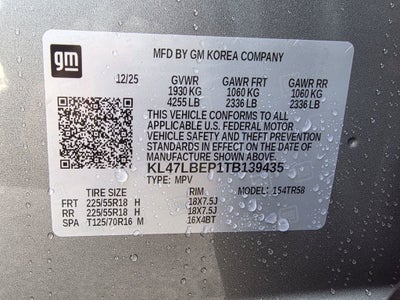 gm
MFD BY GM KOREA COMPANY
12/25 GVWR GAWR FRT GAWR RR
1930 KG 1060 KG 1060 KG
4255 LB 2336 LB 2336 LB
THIS VEHICLE CONFORMS TO ALL APPLICABLE
U.S. FEDERAL MOTOR
VEHICLE SAFETY AND THEFT PREVENTION
STANDARDS IN EFFECT ON THE DATE OF
MANUFACTURE SHOWN ABOVE.
KL47LBEP1TB139435
TYPE: MPV MODEL: 1S4TR58
TIRE SIZE RIM
FRT 225/55R18 H 18X7.5J
RR 225/55R18 H 18X7.5J
SPA T125/70R16 M 16X4BT